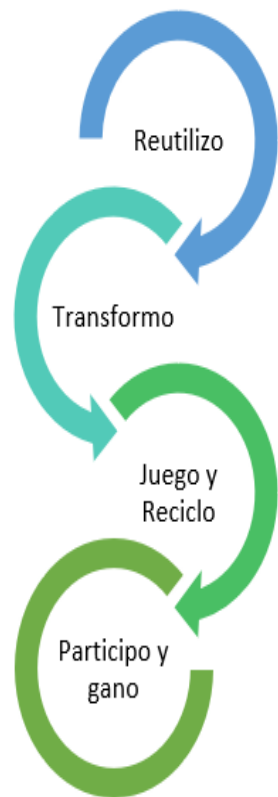 Reutilizo
Transformo
Juego y
Reciclo
Participo y
gano